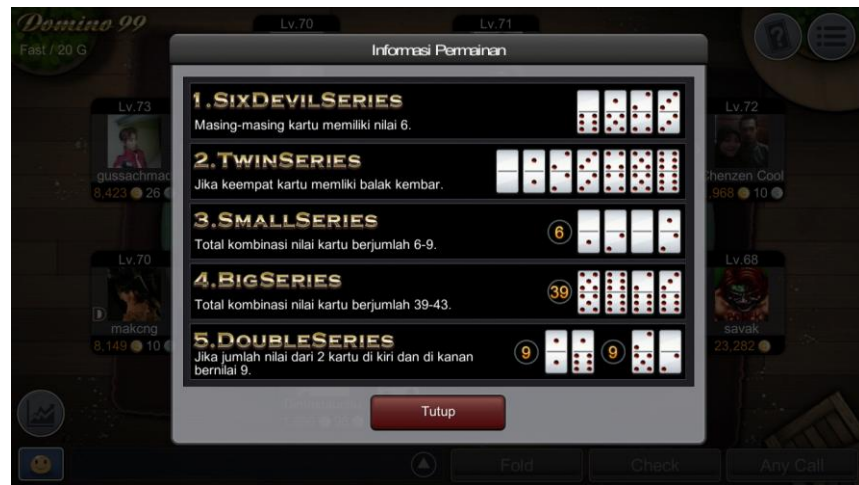 Domino 99
Lv.70
Lv.71
Fast / 20 G
Informasi Permainan
1.SIXDEVILSERIES
Masing-masing kartu memiliki nilai 6.
2.TWINSERIES
Jika keempat kartu memliki balak kembar.
3.SMALLSERIES
Total kombinasi nilai kartu berjumlah 6-9.
6
4.BIGSERIES
Total kombinasi nilai kartu berjumlah 39-43.
39
5.DOUBLESERIES
Jika jumlah nilai dari 2 kartu di kiri dan di kanan
bernilai 9.
9
9
Tutup
Lv.73
gussachmac
8,423 26
Lv.72
Chenzen Cool
968 10
Lv.70
D
makcng
8,149 10
Lv.68
savak
23,282
Fold
Check
Any Call